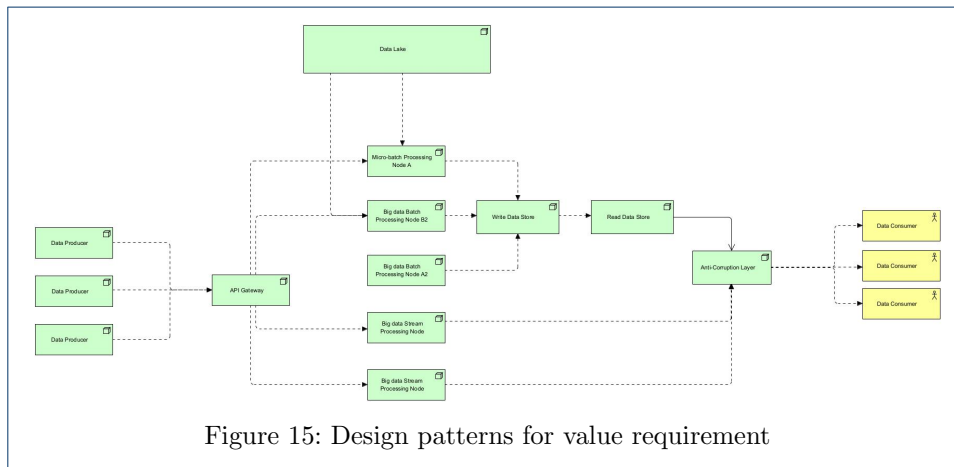 Data Lake
Micro-batch Processing
Node A
Big data Batch
Processing Node B2
Write Data Store
Read Data Store
Data Consumer
Data Producer
Big data Batch
Processing Node A2
Anti-Corruption Layer
Data Consumer
Data Producer
API Gateway
Data Consumer
Data Producer
Big data Stream
Processing Node
Big data Stream
Processing Node
Figure 15: Design patterns for value requirement